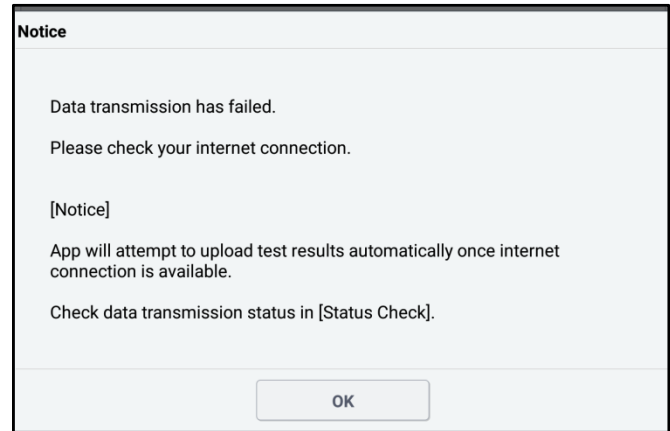 Notice
Data transmission has failed.
Please check your internet connection.
[Notice]
App will attempt to upload test results automatically once internet
connection is available.
Check data transmission status in [Status Check].
OK